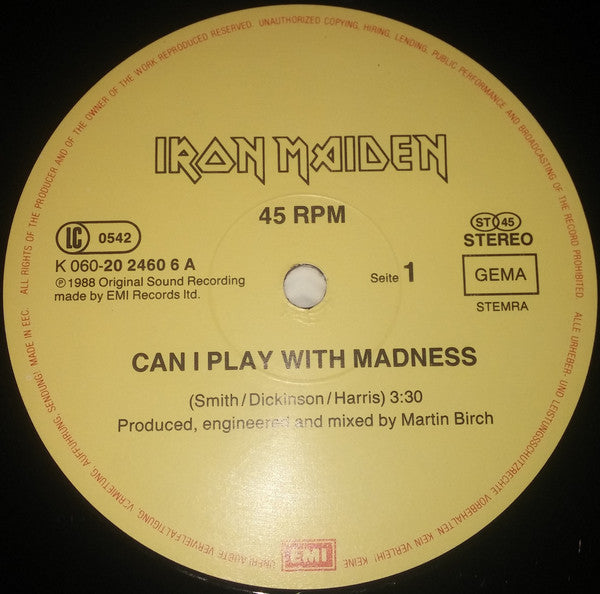 ALL RIGHTS OF THE PRODUCER AND OF THE OWNER OF THE WORK REPRODUCED RESERVED. UNAUTHORIZED COPYING, HIRING, LENDING, PUBLIC PERFORMANCE AND BROADCASTING OF THE RECORD PROHIBITED.
IRON MAIDEN
45 RPM
LC 0542
ST 45
STEREO
K 060-20 2460 6 A
℗ 1988 Original Sound Recording
made by EMI Records ltd.
Seite 1
GEMA
STEMRA
CAN I PLAY WITH MADNESS
(Smith/Dickinson/Harris) 3:30
Produced, engineered and mixed by Martin Birch
EMI
ALLE URHEBER- UND LEISTUNGSSCHUTZRECHTE VORBEHALTEN. KEIN VERLEIH! KEINE
UNERLAUBTE VERVIELFÄLTIGUNG, VERMIETUNG, AUFFÜHRUNG, SENDUNG! MADE IN EEC.